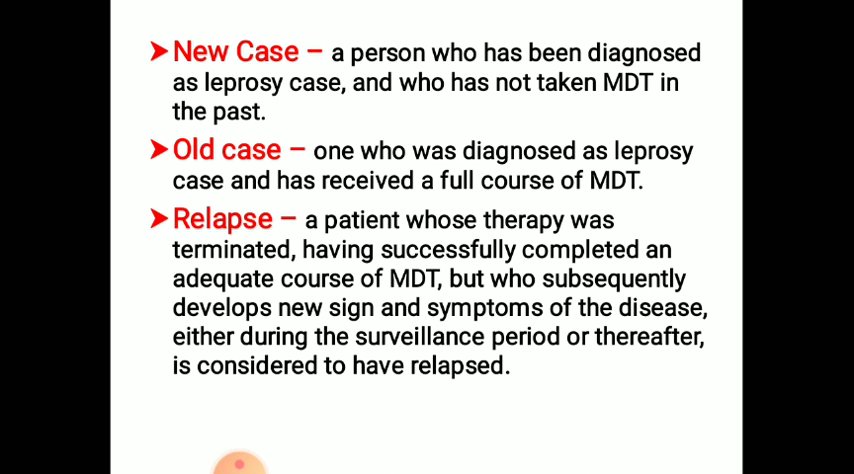 ➤New Case – a person who has been diagnosed
as leprosy case, and who has not taken MDT in
the past.
➤Old case – one who was diagnosed as leprosy
case and has received a full course of MDT.
➤Relapse – a patient whose therapy was
terminated, having successfully completed an
adequate course of MDT, but who subsequently
develops new sign and symptoms of the disease,
either during the surveillance period or thereafter,
is considered to have relapsed.